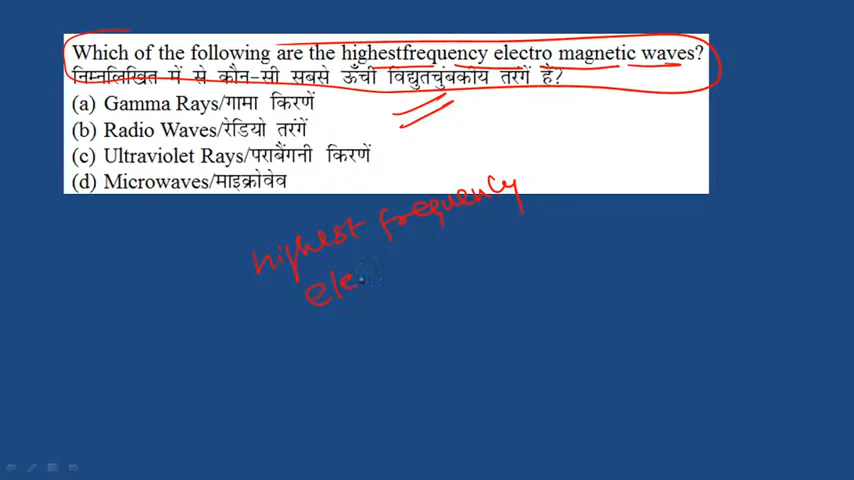 Which of the following are the highestfrequency electro magnetic waves?
निम्नलिखित में से कौन-सी सबसे ऊँची विद्युतचुंबकीय तरंगें है?
(a) Gamma Rays/गामा किरणें
(b) Radio Waves/रेडियो तरंगें
(c) Ultraviolet Rays/पराबैंगनी किरणें
(d) Microwaves/माइक्रोवेव
highest frequency
ele